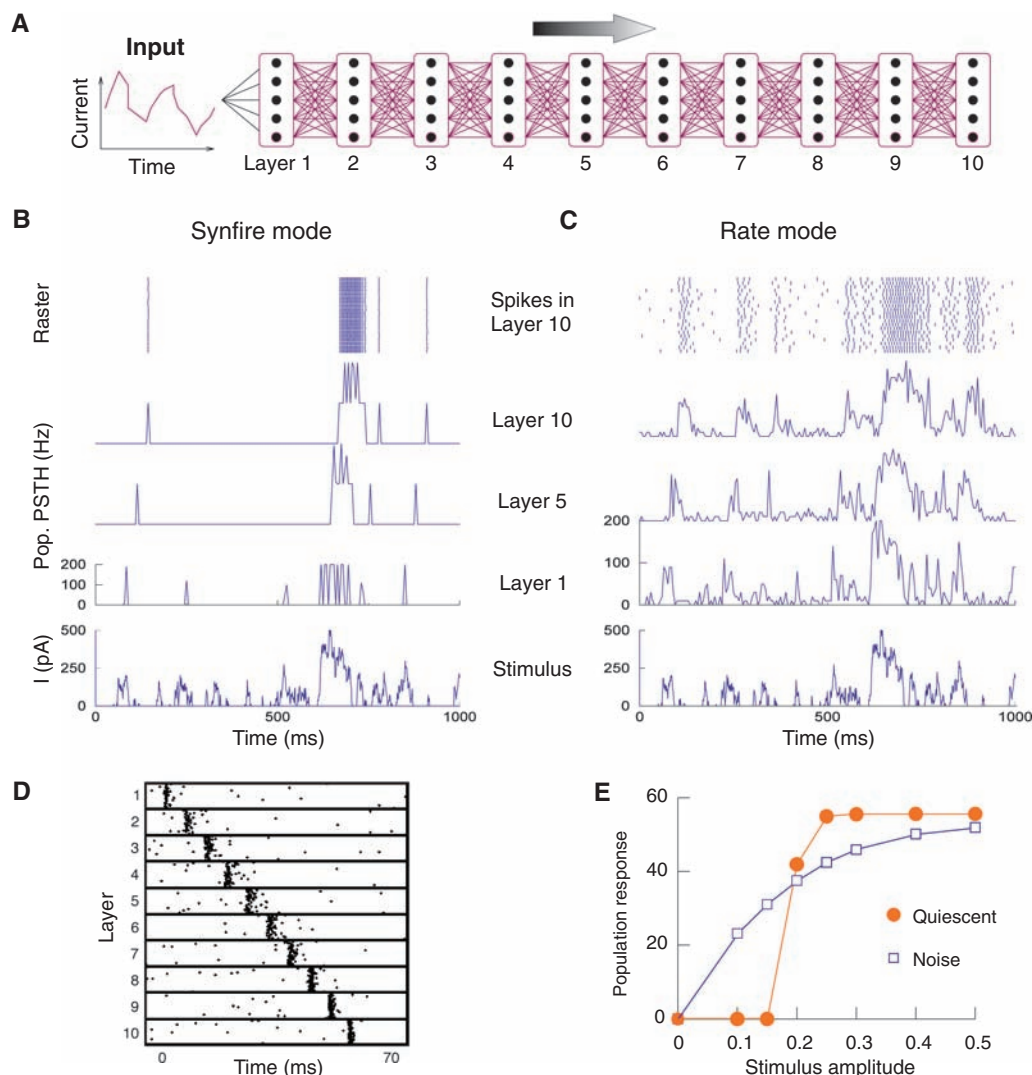 A
Input
Current
Time
Layer 1 2 3 4 5 6 7 8 9 10
B
Synfire mode
C
Rate mode
Raster
Spikes in
Layer 10
Pop. PSTH (Hz)
Layer 10
Layer 5
200
100
0
Layer 1
200
100
0
I (pA)
500
250
0
Stimulus
500
250
0
0 500 1000
Time (ms)
0 500 1000
Time (ms)
D
Layer
1
2
3
4
5
6
7
8
9
10
0 70
Time (ms)
E
Population response
60
40
20
0
Quiescent
Noise
0 0.1 0.2 0.3 0.4 0.5
Stimulus amplitude